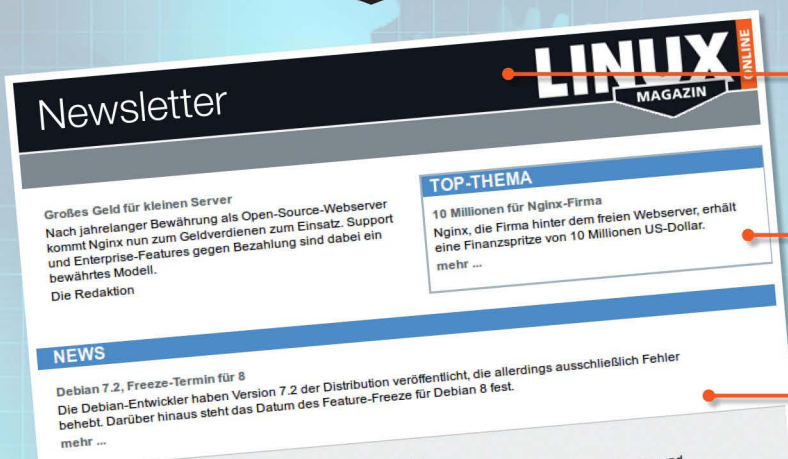 Newsletter
LINUX
MAGAZIN
ONLINE
Großes Geld für kleinen Server
Nach jahrelanger Bewährung als Open-Source-Webserver
kommt Nginx nun zum Geldverdienen zum Einsatz. Support
und Enterprise-Features gegen Bezahlung sind dabei ein
bewährtes Modell.
Die Redaktion
TOP-THEMA
10 Millionen für Nginx-Firma
Nginx, die Firma hinter dem freien Webserver, erhält
eine Finanzspritze von 10 Millionen US-Dollar.
mehr ...
NEWS
Debian 7.2, Freeze-Termin für 8
Die Debian-Entwickler haben Version 7.2 der Distribution veröffentlicht, die allerdings ausschließlich Fehler
behebt. Darüber hinaus steht das Datum des Feature-Freeze für Debian 8 fest.
mehr ...